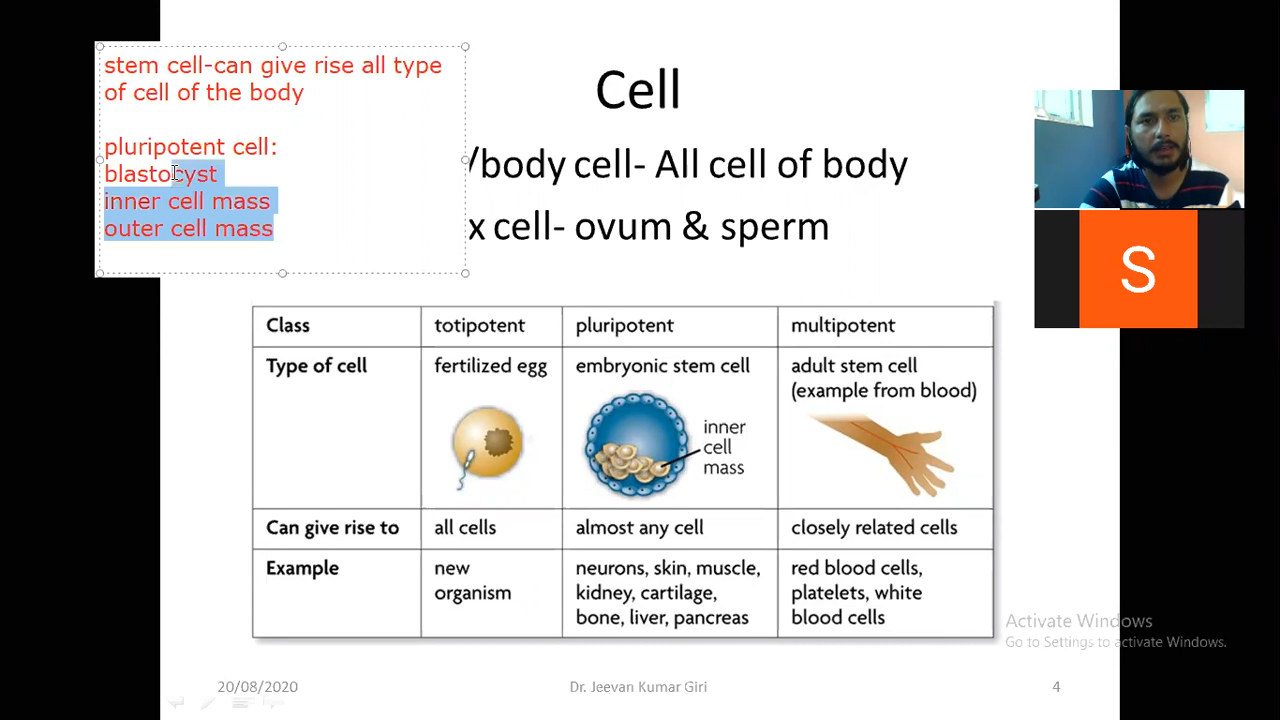 stem cell-can give rise all type
of cell of the body
pluripotent cell:
blastocyst
inner cell mass
outer cell mass
Cell
/body cell- All cell of body
x cell- ovum & sperm
S
Class totipotent pluripotent multipotent
Type of cell fertilized egg embryonic stem cell adult stem cell
(example from blood)
inner
cell
mass
Can give rise to all cells almost any cell closely related cells
Example new neurons, skin, muscle, red blood cells,
organism kidney, cartilage, platelets, white
bone, liver, pancreas blood cells
Activate Windows
Go to Settings to activate Windows.
20/08/2020 Dr. Jeevan Kumar Giri 4